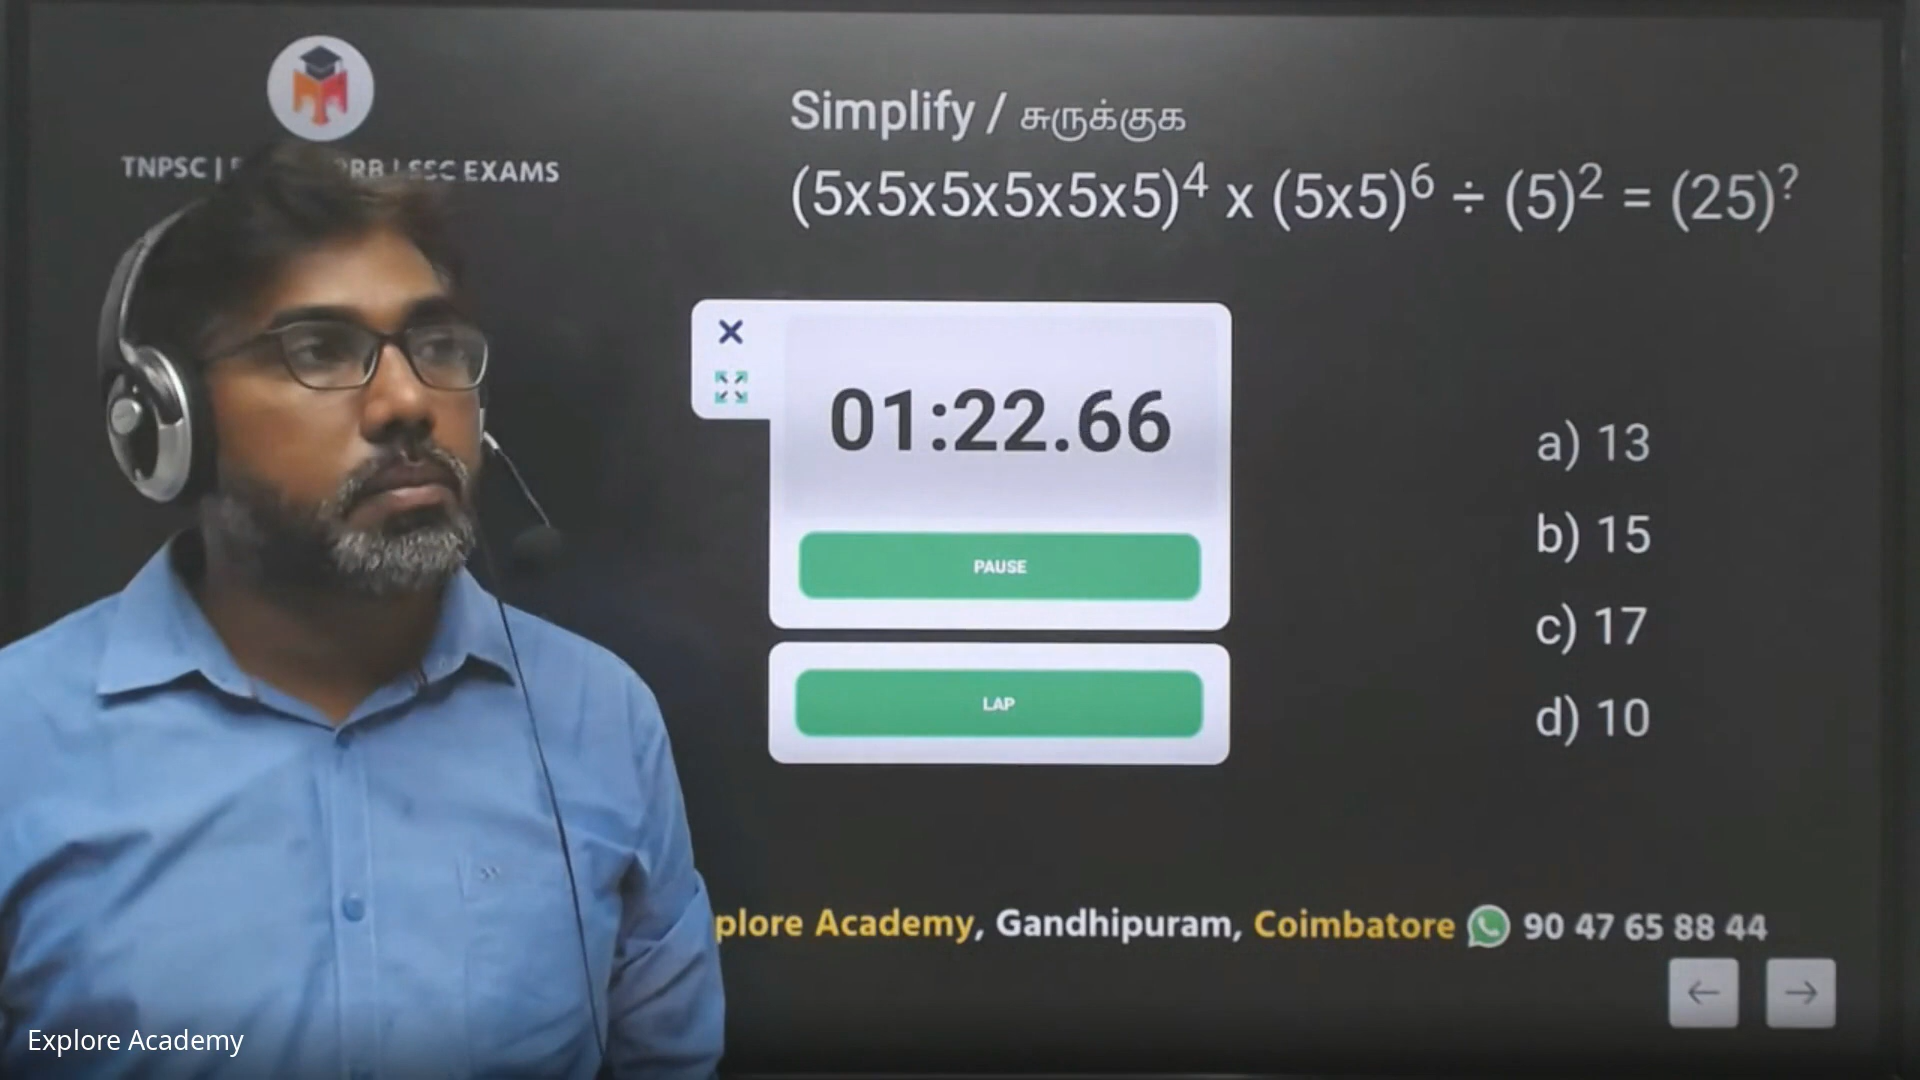 TNPSC | RB | SSC EXAMS
Simplify / சுருக்குக
(5x5x5x5x5x5)⁴ x (5x5)⁶ ÷ (5)² = (25)^?
01:22.66
PAUSE
LAP
a) 13
b) 15
c) 17
d) 10
plore Academy, Gandhipuram, Coimbatore 90 47 65 88 44
Explore Academy